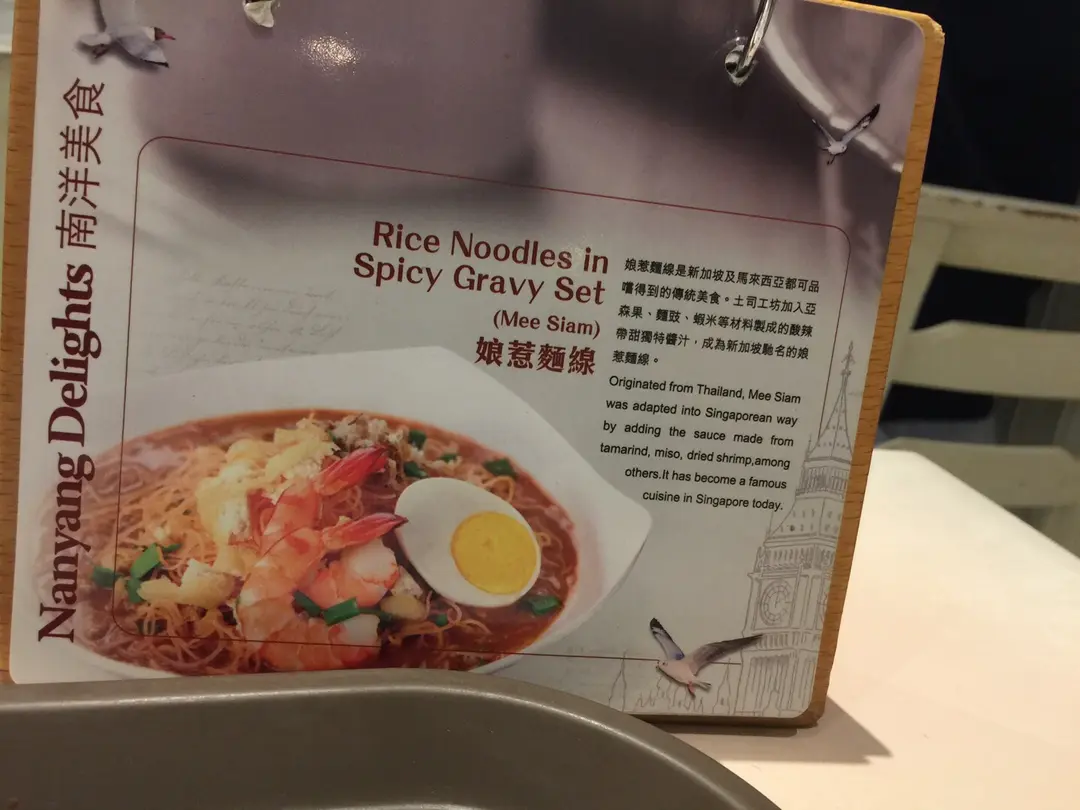 Nanyang Delights 南洋美食
Rice Noodles in
Spicy Gravy Set
(Mee Siam)
娘惹麵線
娘惹麵線是新加坡及馬來西亞都可品
嚐得到的傳統美食。土司工坊加入亞
森果、麵豉、蝦米等材料製成的酸辣
帶甜獨特醬汁，成為新加坡馳名的娘
惹麵線。
Originated from Thailand, Mee Siam
was adapted into Singaporean way
by adding the sauce made from
tamarind, miso, dried shrimp,among
others.It has become a famous
cuisine in Singapore today.